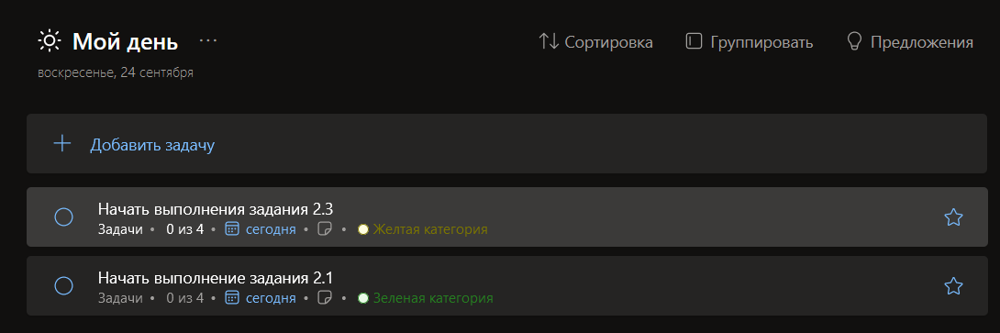 Мой день ...
Сортировка Группировать Предложения
воскресенье, 24 сентября
Добавить задачу
Начать выполнения задания 2.3
Задачи • 0 из 4 • сегодня • • Желтая категория
Начать выполнение задания 2.1
Задачи • 0 из 4 • сегодня • • Зеленая категория